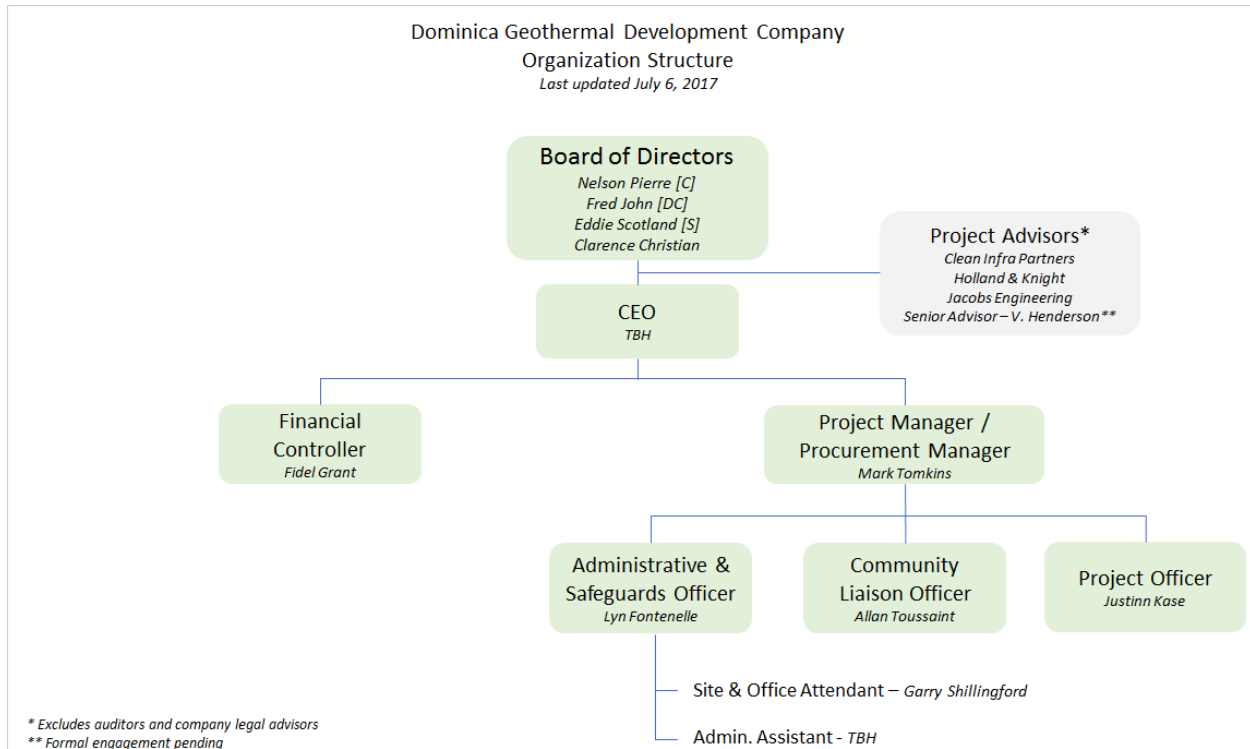 Dominica Geothermal Development Company
Organization Structure
Last updated July 6, 2017
Board of Directors
Nelson Pierre [C]
Fred John [DC]
Eddie Scotland [S]
Clarence Christian
Project Advisors*
Clean Infra Partners
Holland & Knight
Jacobs Engineering
Senior Advisor – V. Henderson**
CEO
TBH
Financial
Controller
Fidel Grant
Project Manager /
Procurement Manager
Mark Tomkins
Administrative &
Safeguards Officer
Lyn Fontenelle
Community
Liaison Officer
Allan Toussaint
Project Officer
Justinn Kase
Site & Office Attendant – Garry Shillingford
Admin. Assistant - TBH
* Excludes auditors and company legal advisors
** Formal engagement pending